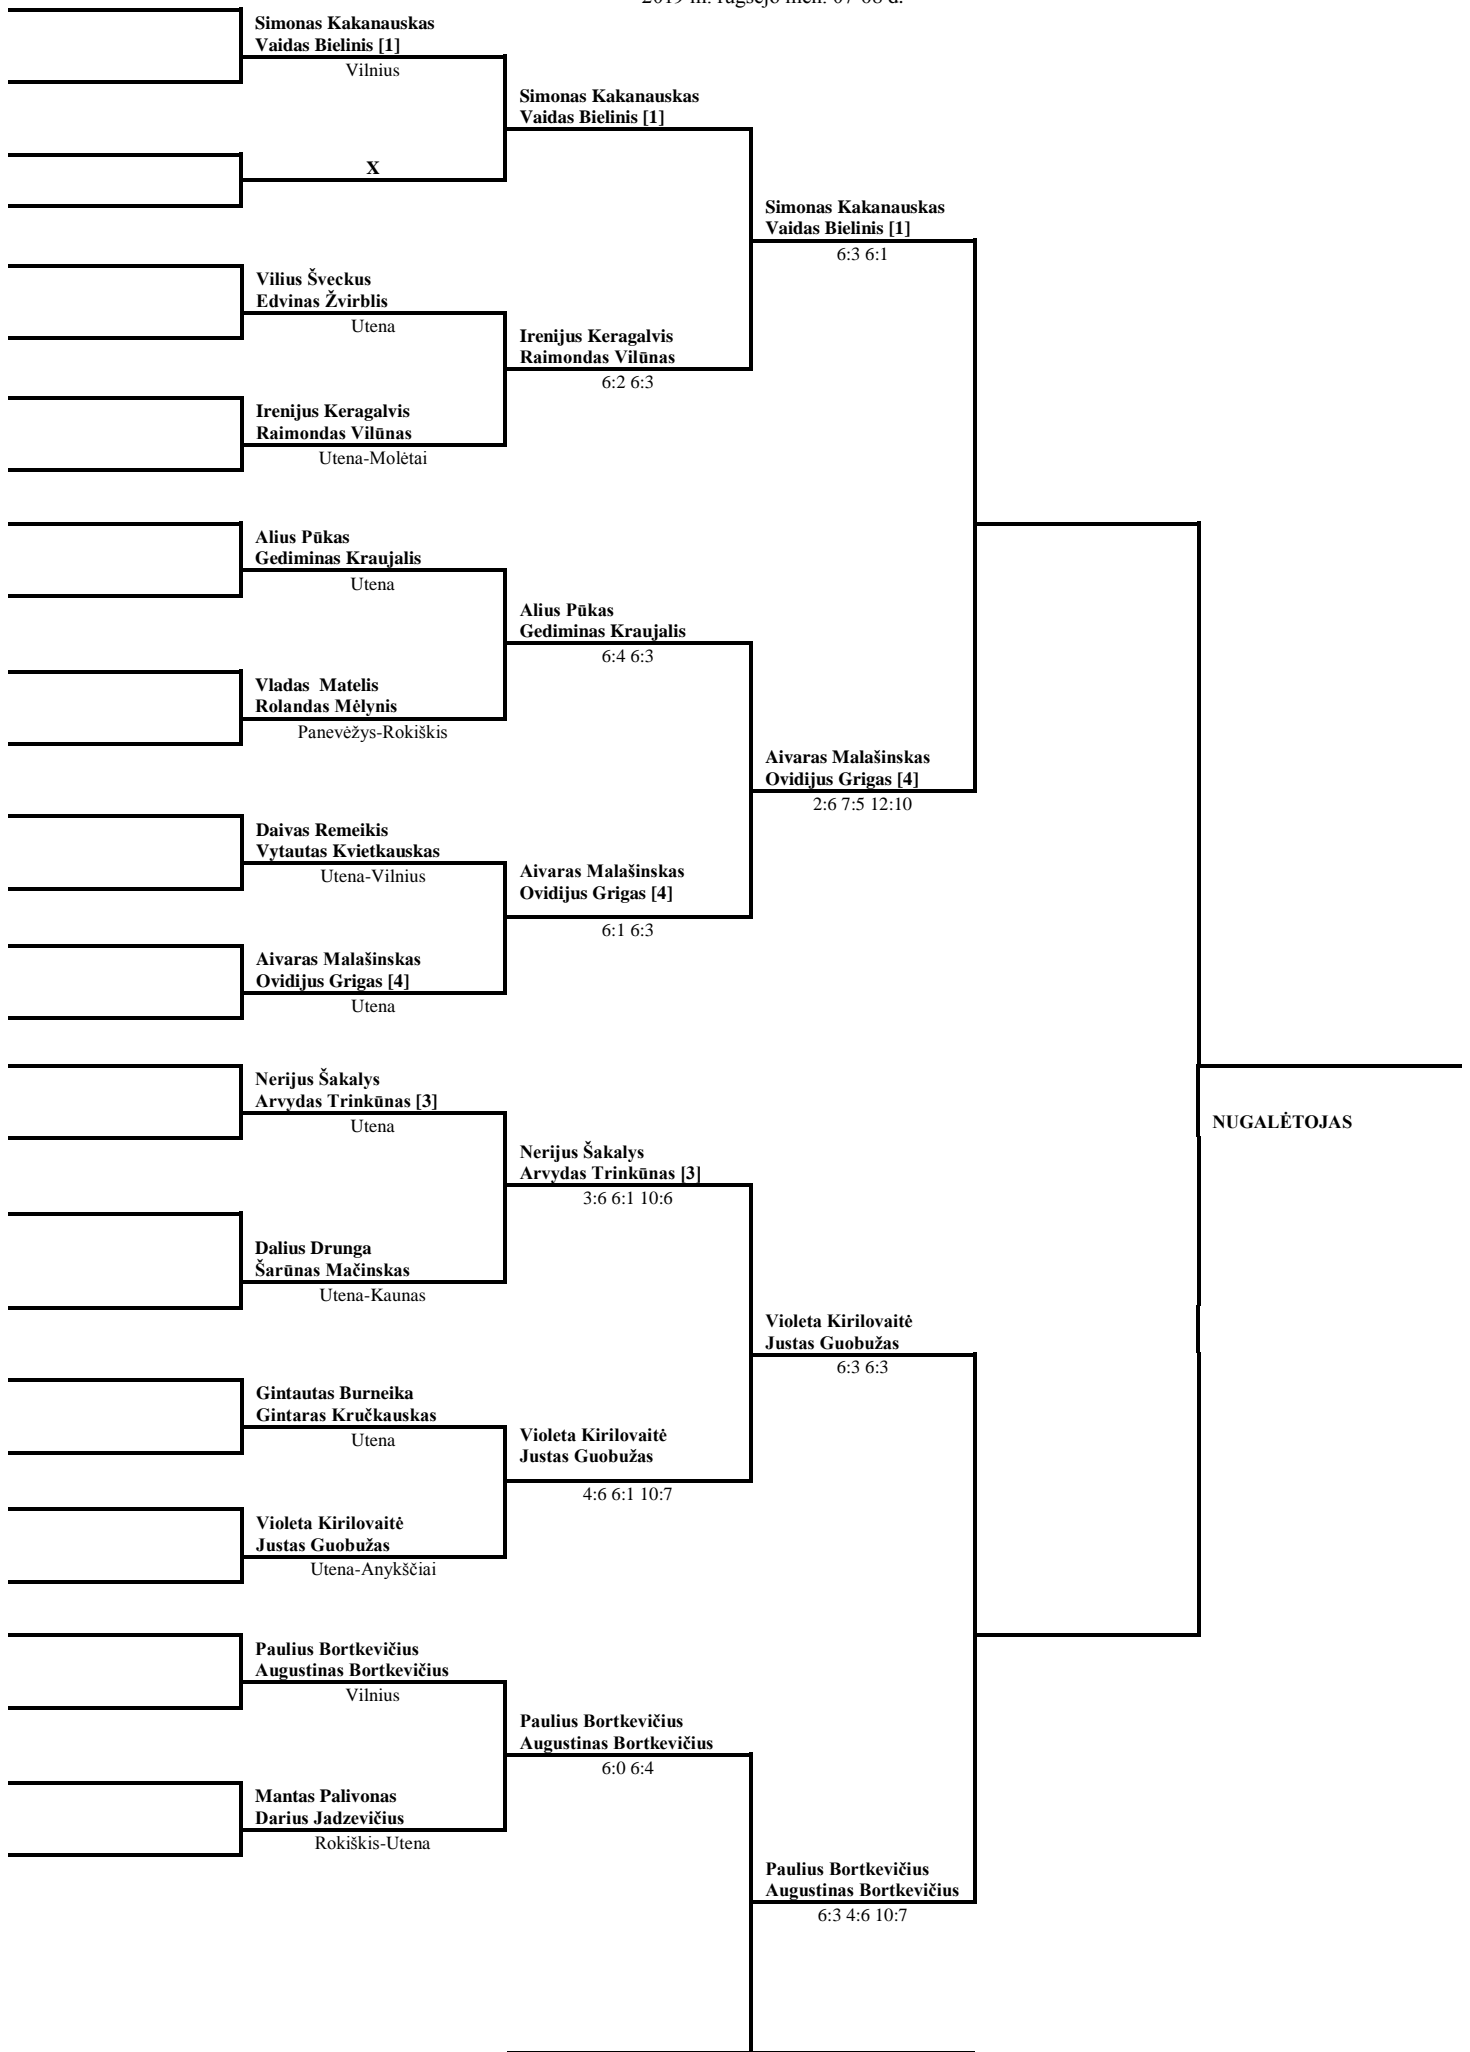 2019 m. rugsėjo mėn. 07-08 d.
Simonas Kakanauskas
Vaidas Bielinis [1]
Vilnius
Simonas Kakanauskas
Vaidas Bielinis [1]
X
Simonas Kakanauskas
Vaidas Bielinis [1]
6:3 6:1
Vilius Šveckus
Edvinas Žvirblis
Utena
Irenijus Keragalvis
Raimondas Vilūnas
6:2 6:3
Irenijus Keragalvis
Raimondas Vilūnas
Utena-Molėtai
Alius Pūkas
Gediminas Kraujalis
Utena
Alius Pūkas
Gediminas Kraujalis
6:4 6:3
Vladas  Matelis
Rolandas Mėlynis
Panevėžys-Rokiškis
Aivaras Malašinskas
Ovidijus Grigas [4]
2:6 7:5 12:10
Daivas Remeikis
Vytautas Kvietkauskas
Utena-Vilnius
Aivaras Malašinskas
Ovidijus Grigas [4]
6:1 6:3
Aivaras Malašinskas
Ovidijus Grigas [4]
Utena
Nerijus Šakalys
Arvydas Trinkūnas [3]
Utena
NUGALĖTOJAS
Nerijus Šakalys
Arvydas Trinkūnas [3]
3:6 6:1 10:6
Dalius Drunga
Šarūnas Mačinskas
Utena-Kaunas
Violeta Kirilovaitė
Justas Guobužas
6:3 6:3
Gintautas Burneika
Gintaras Kručkauskas
Utena
Violeta Kirilovaitė
Justas Guobužas
4:6 6:1 10:7
Violeta Kirilovaitė
Justas Guobužas
Utena-Anykščiai
Paulius Bortkevičius
Augustinas Bortkevičius
Vilnius
Paulius Bortkevičius
Augustinas Bortkevičius
6:0 6:4
Mantas Palivonas
Darius Jadzevičius
Rokiškis-Utena
Paulius Bortkevičius
Augustinas Bortkevičius
6:3 4:6 10:7